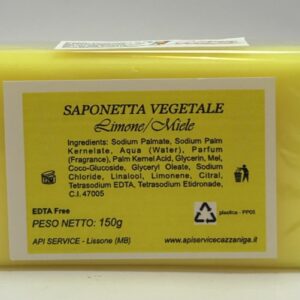 SAPONETTA VEGETALE
Limone/Miele
Ingredients: Sodium Palmate, Sodium Palm
Kernelate, Aqua (Water), Parfum
(Fragrance), Palm Kernel Acid, Glycerin, Mel,
Coco-Glucoside, Glyceryl Oleate, Sodium
Chloride, Linalool, Limonene, Citral,
Tetrasodium EDTA, Tetrasodium Etidronade,
C.I. 47005
EDTA Free
PESO NETTO: 150g
API SERVICE - Lissone (MB)
plastica - PP05
www.apiservicecazzaniga.it